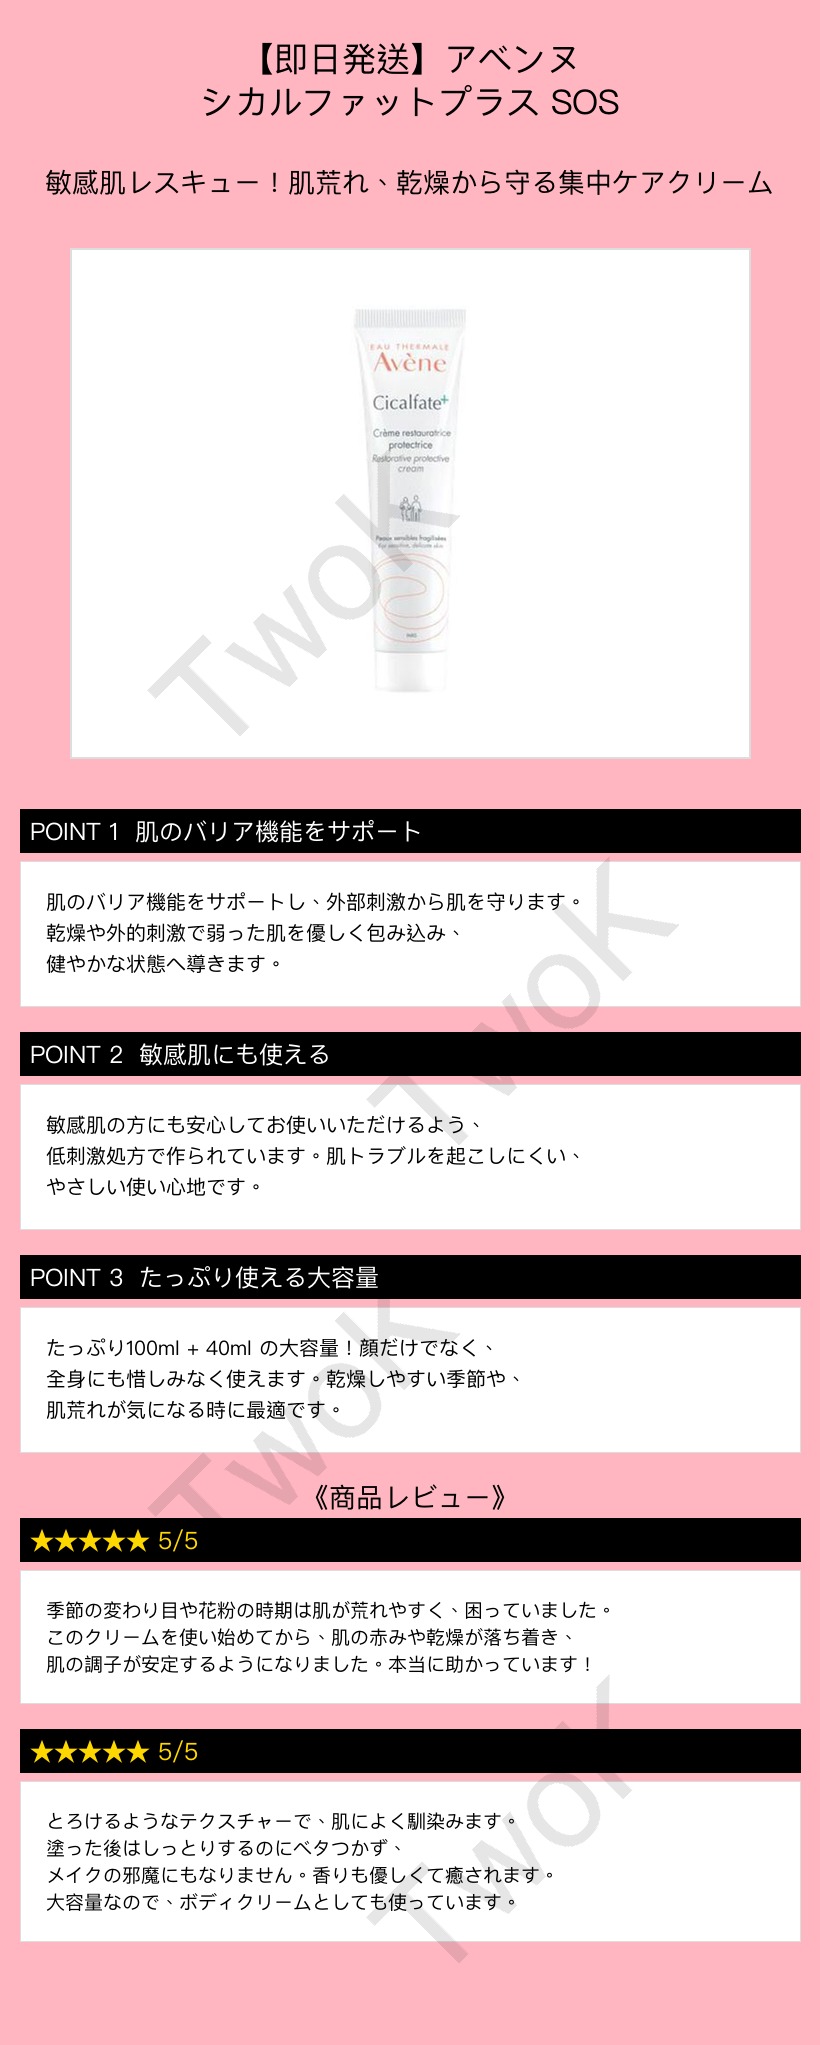 【即日発送】アベンヌ
シカルファットプラス SOS
敏感肌レスキュー！肌荒れ、乾燥から守る集中ケアクリーム
EAU THERMALE
Avène
Cicalfate+
Crème restauratrice
protectrice
Restorative protective
cream
Peaux sensibles fragilisées
For sensitive, delicate skin
PARIS
TwoK
POINT 1 肌のバリア機能をサポート
肌のバリア機能をサポートし、外部刺激から肌を守ります。
乾燥や外的刺激で弱った肌を優しく包み込み、
健やかな状態へ導きます。
TwoK
POINT 2 敏感肌にも使える
敏感肌の方にも安心してお使いいただけるよう、
低刺激処方で作られています。肌トラブルを起こしにくい、
やさしい使い心地です。
POINT 3 たっぷり使える大容量
たっぷり100ml + 40ml の大容量！顔だけでなく、
全身にも惜しみなく使えます。乾燥しやすい季節や、
肌荒れが気になる時に最適です。
TwoK
《商品レビュー》
★★★★★ 5/5
季節の変わり目や花粉の時期は肌が荒れやすく、困っていました。
このクリームを使い始めてから、肌の赤みや乾燥が落ち着き、
肌の調子が安定するようになりました。本当に助かっています！
★★★★★ 5/5
とろけるようなテクスチャーで、肌によく馴染みます。
塗った後はしっとりするのにベタつかず、
メイクの邪魔にもなりません。香りも優しくて癒されます。
大容量なので、ボディクリームとしても使っています。
TwoK